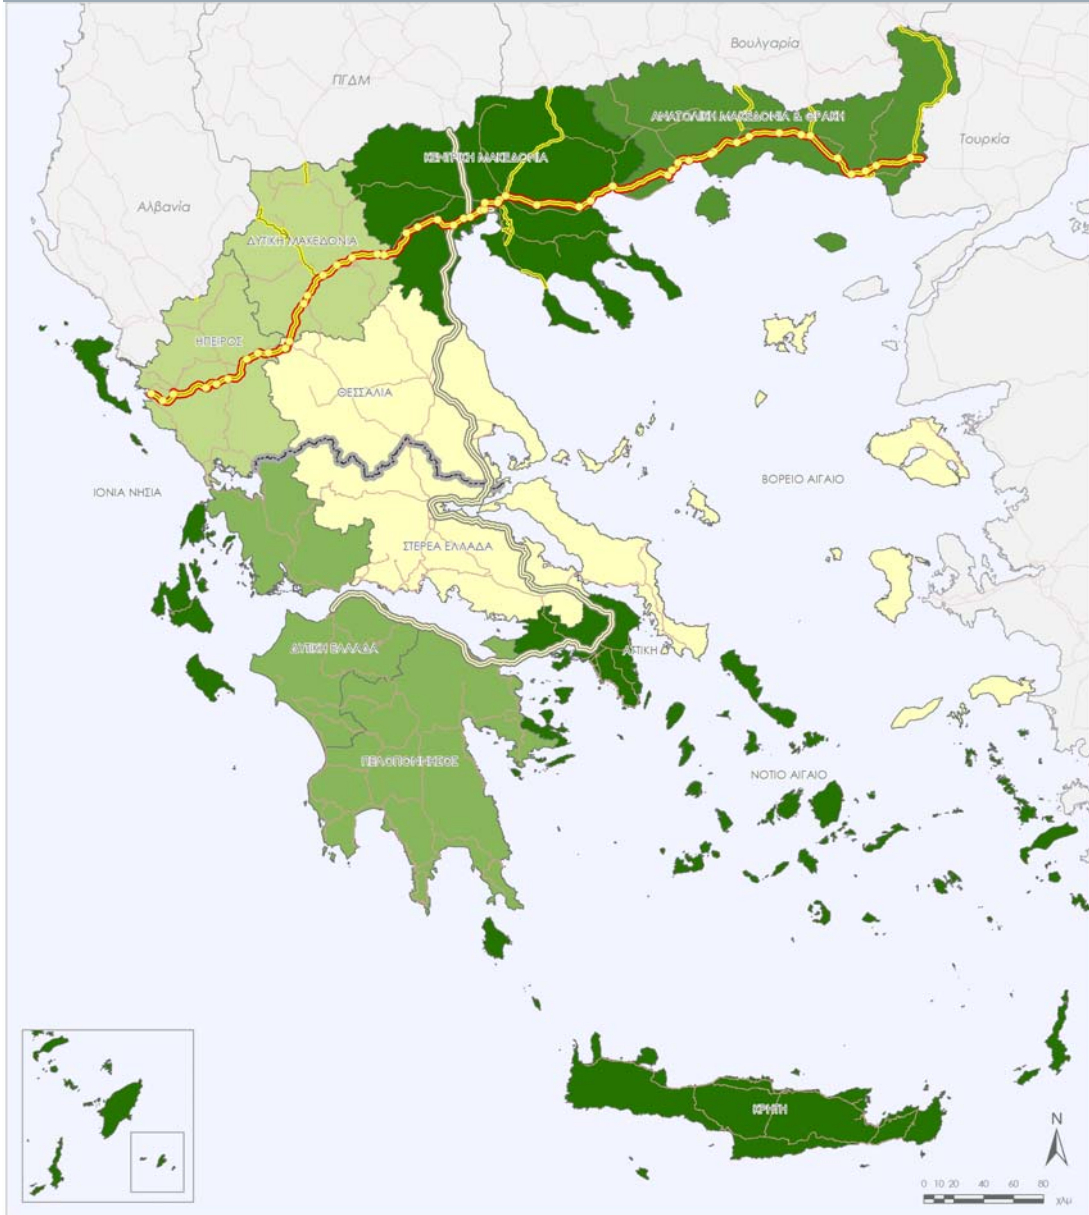 Βουλγαρία
ΠΓΔΜ
ΑΝΑΤΟΛΙΚΗ ΜΑΚΕΔΟΝΙΑ & ΘΡΑΚΗ
Τουρκία
ΚΕΝΤΡΙΚΗ ΜΑΚΕΔΟΝΙΑ
Αλβανία
ΔΥΤΙΚΗ ΜΑΚΕΔΟΝΙΑ
ΗΠΕΙΡΟΣ
ΘΕΣΣΑΛΙΑ
ΙΟΝΙΑ ΝΗΣΙΑ
ΒΟΡΕΙΟ ΑΙΓΑΙΟ
ΣΤΕΡΕΑ ΕΛΛΑΔΑ
ΔΥΤΙΚΗ ΕΛΛΑΔΑ
ΑΤΤΙΚΗ
ΠΕΛΟΠΟΝΝΗΣΟΣ
ΝΟΤΙΟ ΑΙΓΑΙΟ
ΚΡΗΤΗ
N
0 10 20 40 60 80
χλμ